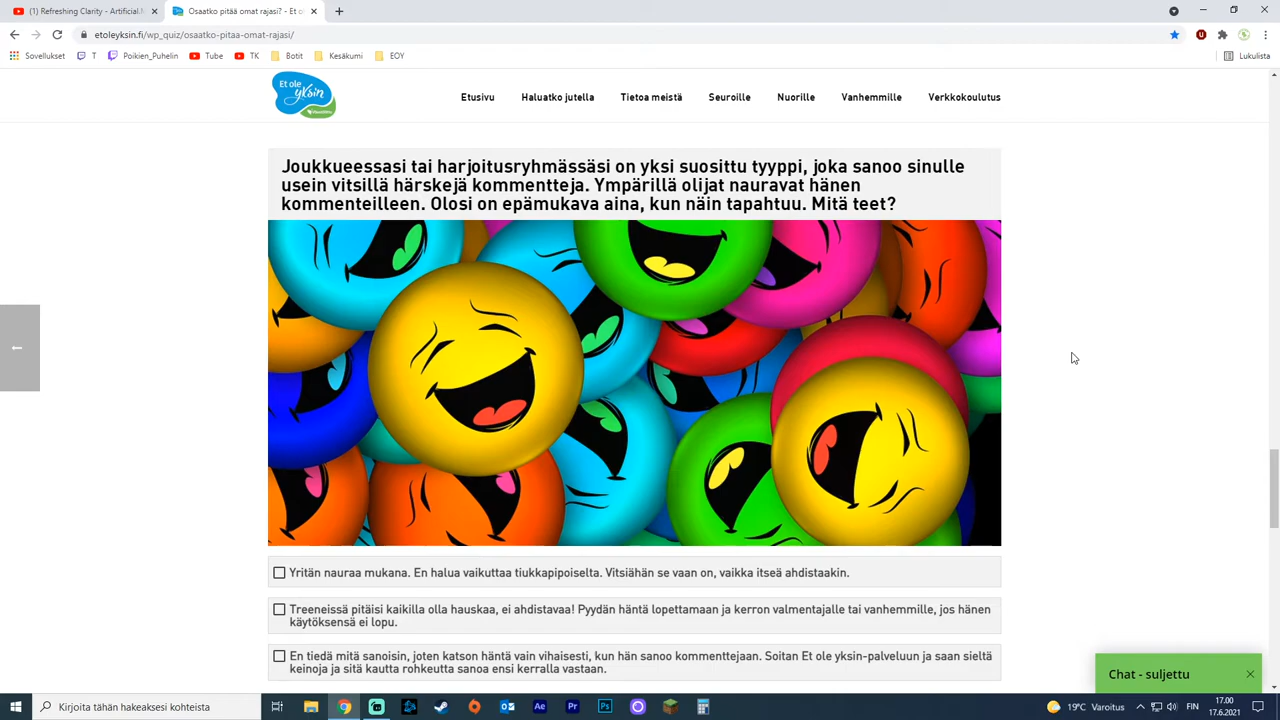 (1) Refreshing Clarity - Artificial.M
Osaatko pitää omat rajasi? - Et o
etoleyksin.fi/wp_quiz/osaatko-pitaa-omat-rajasi/
Sovellukset
T
Poikien_Puhelin
Tube
TK
Botit
Kesäkumi
EOY
Lukulista
Et ole
yksin
Etusivu
Haluatko jutella
Tietoa meistä
Seuroille
Nuorille
Vanhemmille
Verkkokoulutus
Joukkueessasi tai harjoitusryhmässäsi on yksi suosittu tyyppi, joka sanoo sinulle
usein vitsillä härskejä kommentteja. Ympärillä olijat nauravat hänen
kommenteilleen. Olosi on epämukava aina, kun näin tapahtuu. Mitä teet?
Yritän nauraa mukana. En halua vaikuttaa tiukkapipoiselta. Vitsiähän se vaan on, vaikka itseä ahdistaakin.
Treeneissä pitäisi kaikilla olla hauskaa, ei ahdistavaa! Pyydän häntä lopettamaan ja kerron valmentajalle tai vanhemmille, jos hänen
käytöksensä ei lopu.
En tiedä mitä sanoisin, joten katson häntä vain vihaisesti, kun hän sanoo kommenttejaan. Soitan Et ole yksin-palveluun ja saan sieltä
keinoja ja sitä kautta rohkeutta sanoa ensi kerralla vastaan.
Chat - suljettu
Kirjoita tähän hakeaksesi kohteista
Ae
Pr
Ps
19°C Varoitus
FIN
17.00
17.6.2021